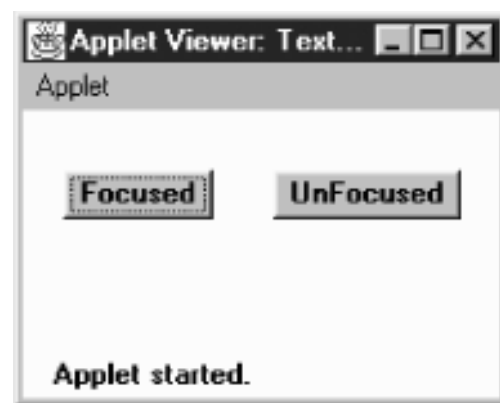 Applet Viewer: Text...
Applet
Focused UnFocused
Applet started.